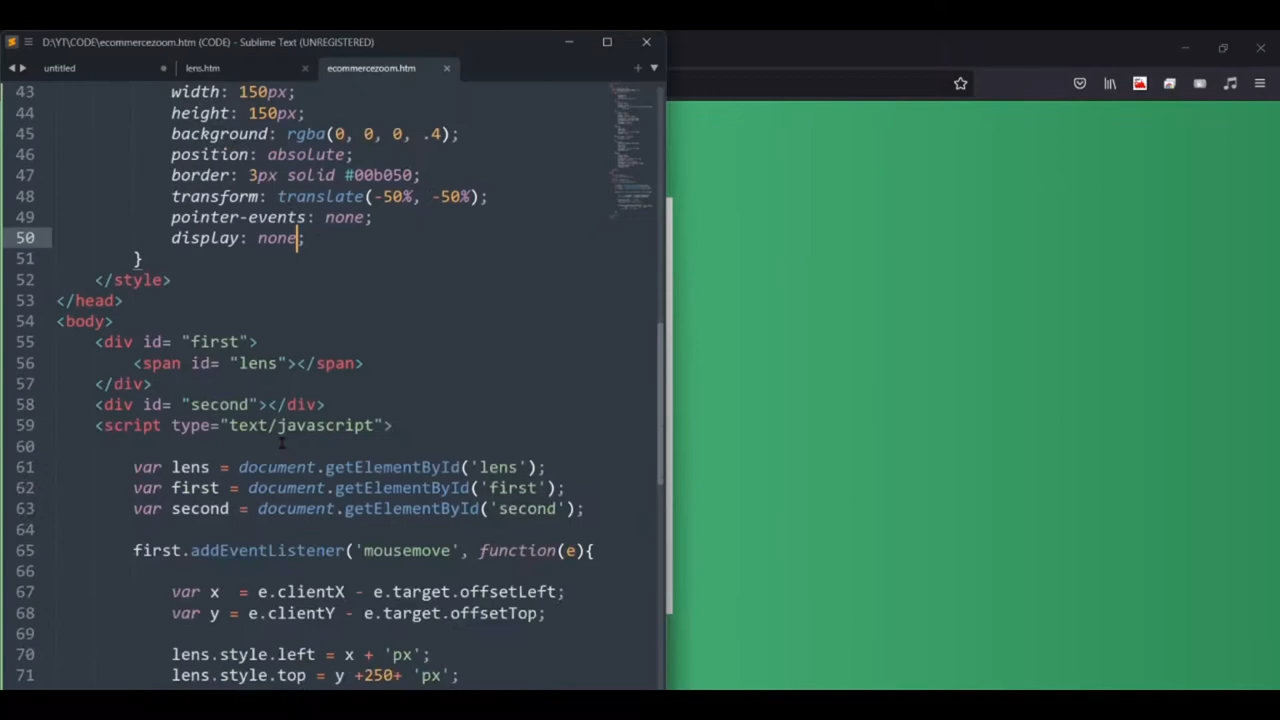 D:\YT\CODE\ecommercezoom.htm (CODE) - Sublime Text (UNREGISTERED)
untitled
lens.htm
ecommercezoom.htm
43 width: 150px;
44 height: 150px;
45 background: rgba(0, 0, 0, .4);
46 position: absolute;
47 border: 3px solid #00b050;
48 transform: translate(-50%, -50%);
49 pointer-events: none;
50 display: none;
51 }
52 </style>
53 </head>
54 <body>
55 <div id= "first">
56 <span id= "lens"></span>
57 </div>
58 <div id= "second"></div>
59 <script type="text/javascript">
60
61 var lens = document.getElementById('lens');
62 var first = document.getElementById('first');
63 var second = document.getElementById('second');
64
65 first.addEventListener('mousemove', function(e){
66
67 var x  = e.clientX - e.target.offsetLeft;
68 var y = e.clientY - e.target.offsetTop;
69
70 lens.style.left = x + 'px';
71 lens.style.top = y +250+ 'px';